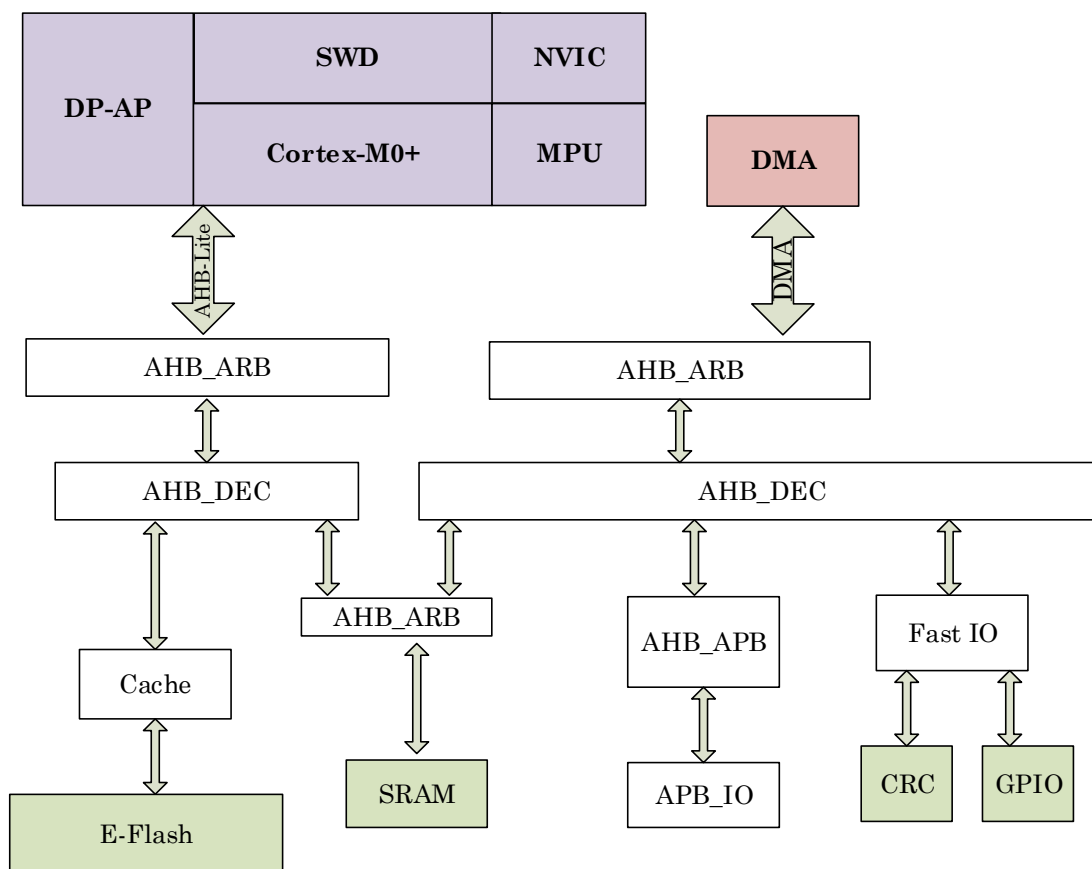 SWD
NVIC
DP-AP
Cortex-M0+
MPU
DMA
AHB-Lite
DMA
AHB_ARB
AHB_ARB
AHB_DEC
AHB_DEC
AHB_ARB
AHB_APB
Fast IO
Cache
SRAM
APB_IO
CRC
GPIO
E-Flash